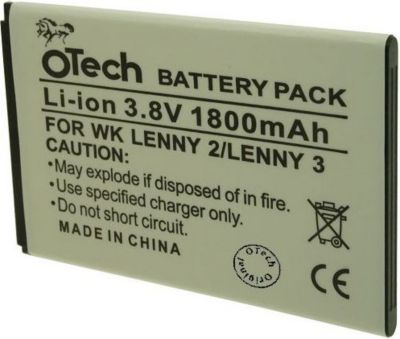 OTech BATTERY PACK
Li-ion 3.8V 1800mAh
FOR WK LENNY 2/LENNY 3
May explode if disposed of in fire.
Use specified charger only.
Do not short circuit.
MADE IN CHINA
OTech
Original
CE